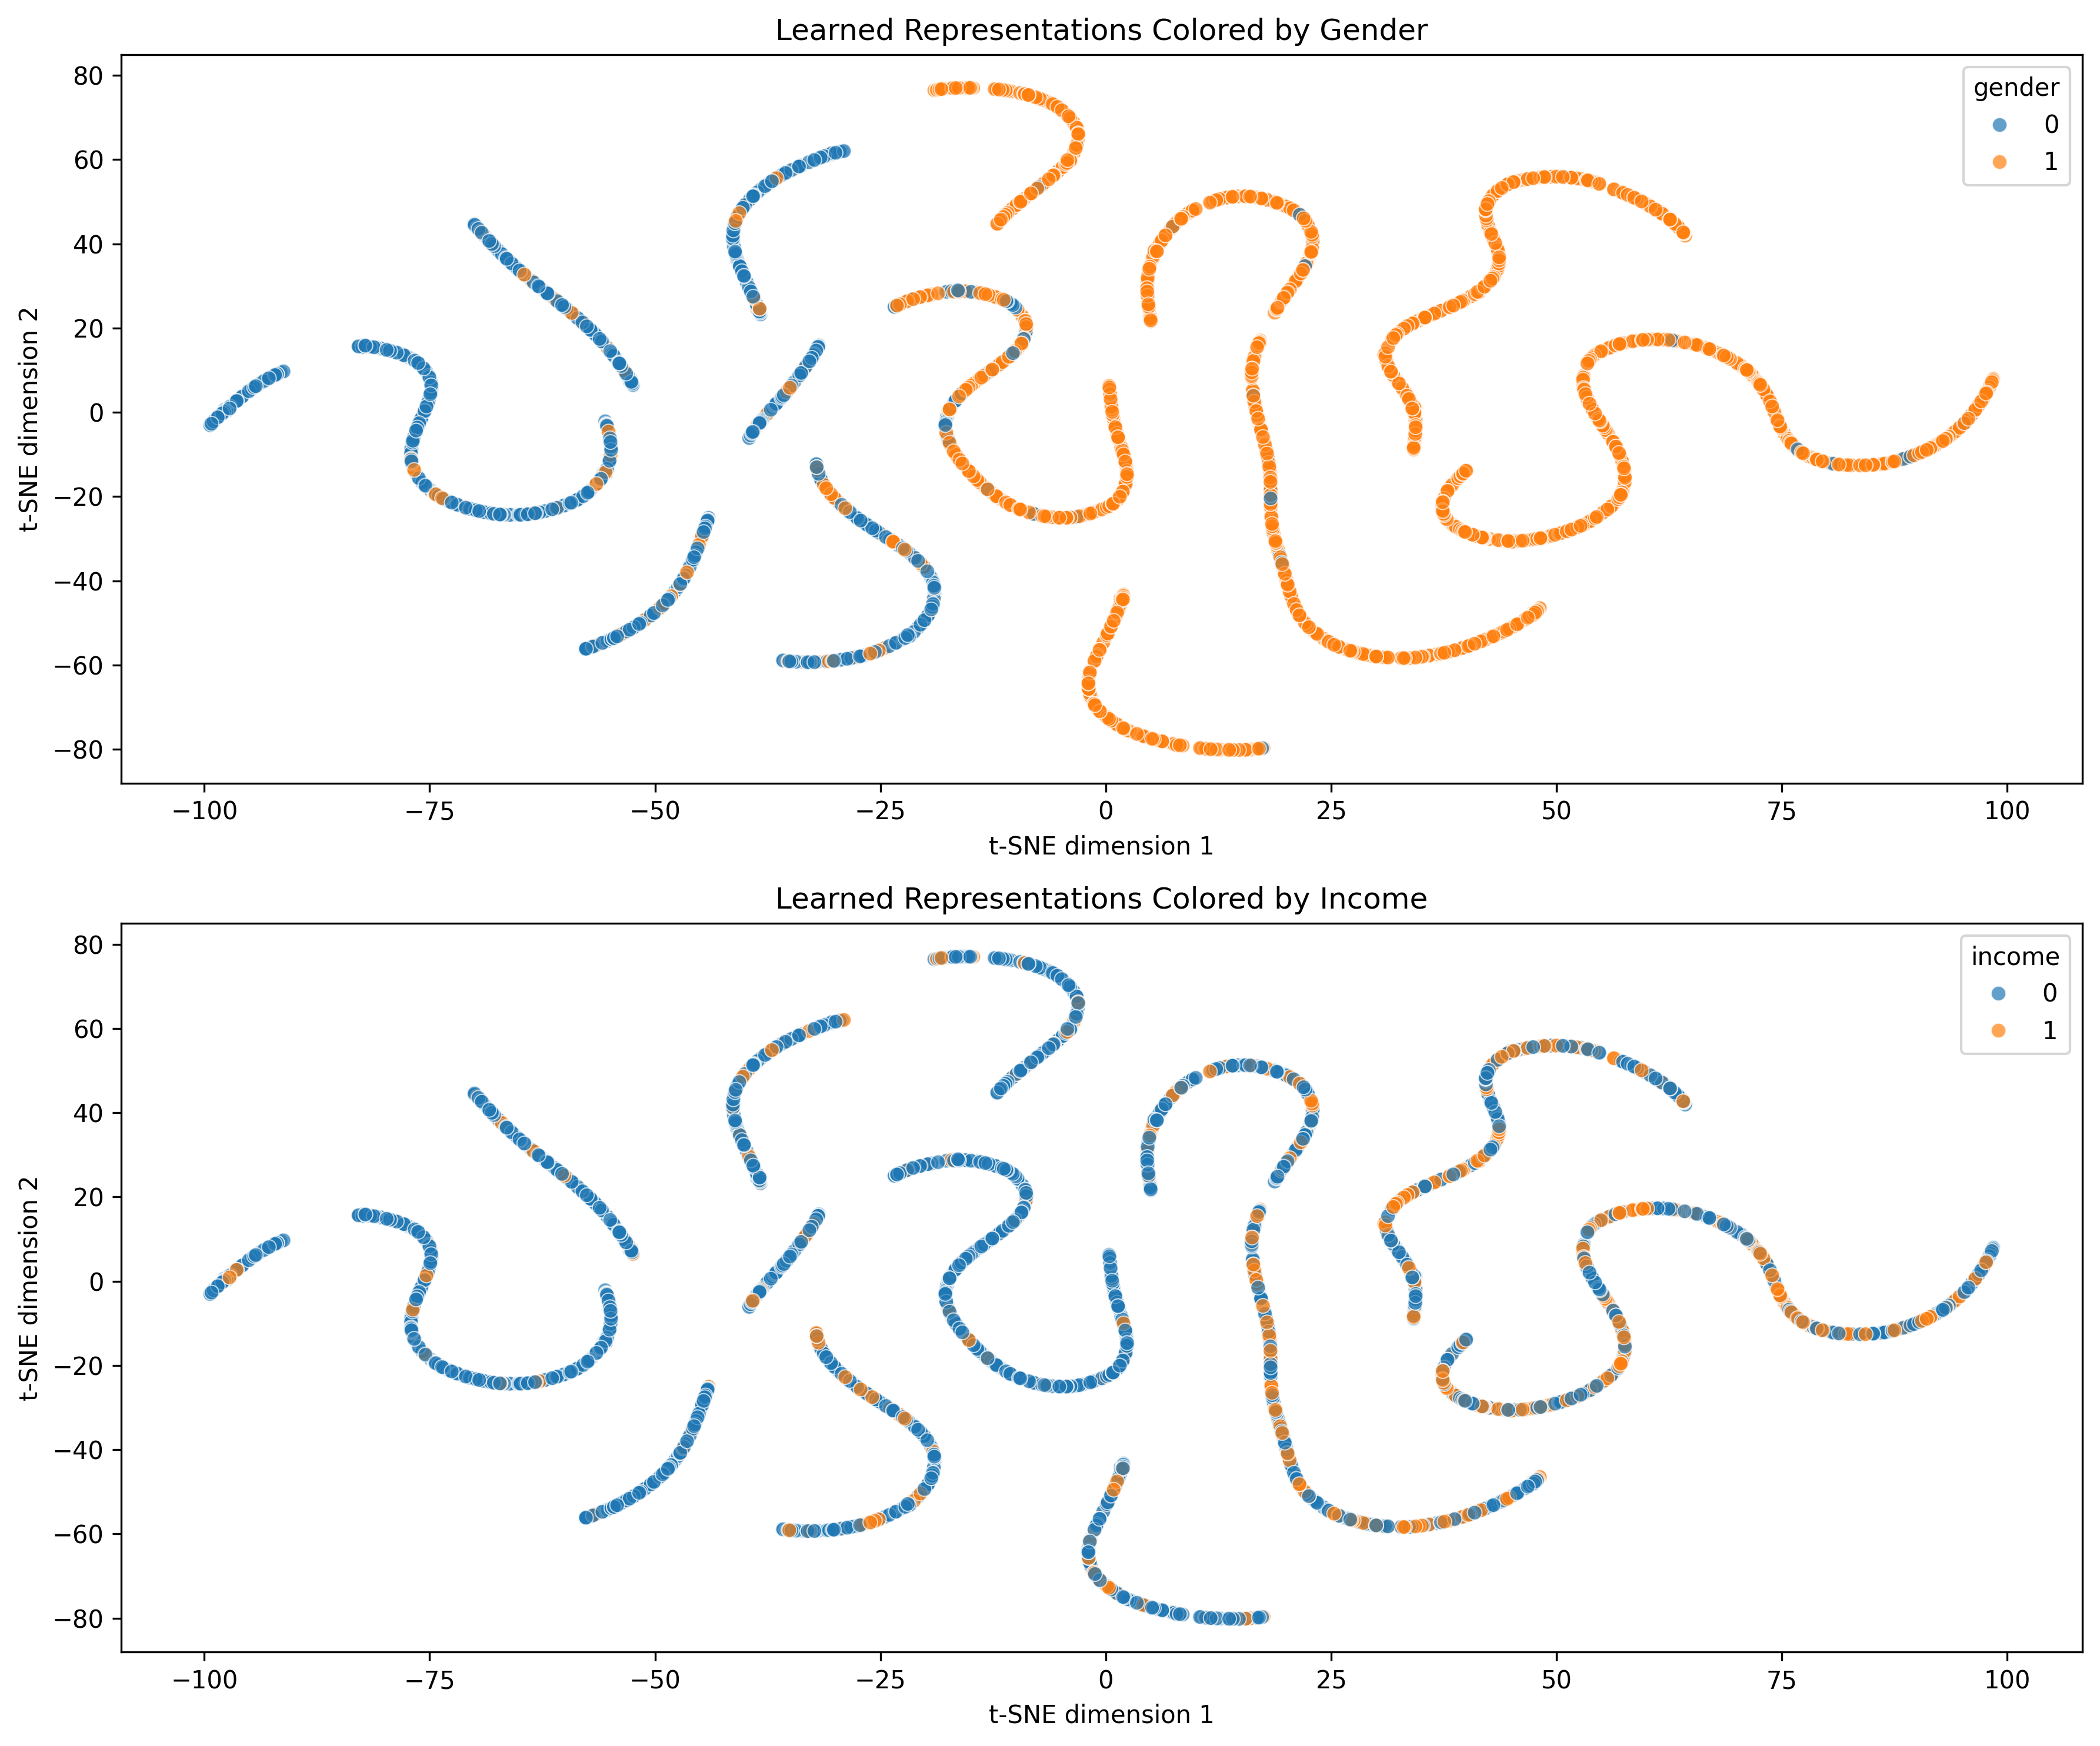 Learned Representations Colored by Gender
80
60
40
20
0
−20
−40
−60
−80
t-SNE dimension 2
gender
0
1
−100 −75 −50 −25 0 25 50 75 100
t-SNE dimension 1
Learned Representations Colored by Income
80
60
40
20
0
−20
−40
−60
−80
t-SNE dimension 2
income
0
1
−100 −75 −50 −25 0 25 50 75 100
t-SNE dimension 1